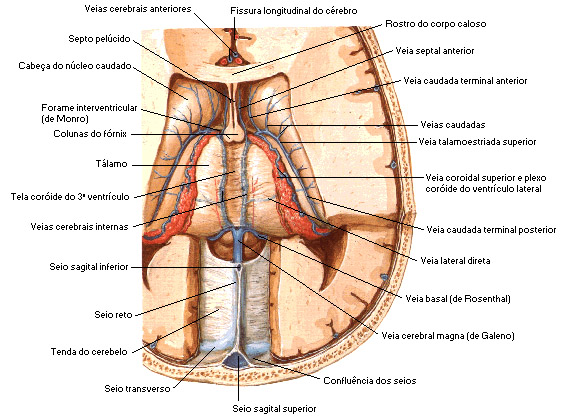 Veias cerebrais anteriores
Fissura longitudinal do cérebro
Rostro do corpo caloso
Septo pelúcido
Veia septal anterior
Cabeça do núcleo caudado
Veia caudada terminal anterior
Forame interventricular
(de Monro)
Veias caudadas
Colunas do fórnix
Veia talamoestriada superior
Tálamo
Veia coroidal superior e plexo
coróide do ventrículo lateral
Tela coróide do 3º ventrículo
Veias cerebrais internas
Veia caudada terminal posterior
Veia lateral direta
Seio sagital inferior
Veia basal (de Rosenthal)
Seio reto
Veia cerebral magna (de Galeno)
Tenda do cerebelo
Confluência dos seios
Seio transverso
Seio sagital superior